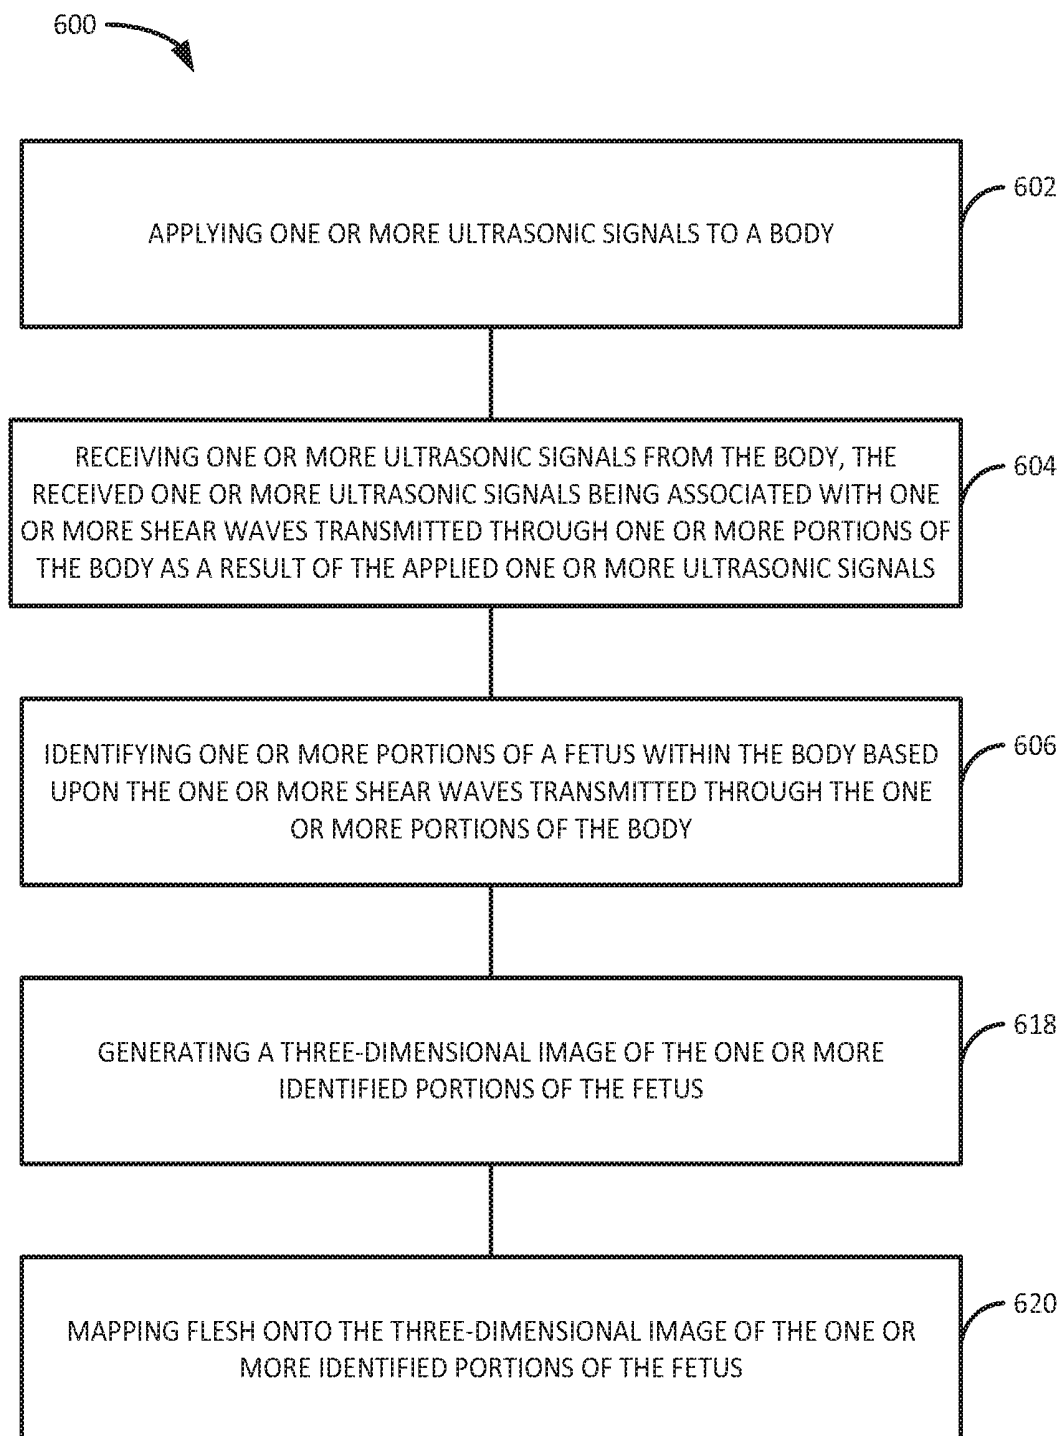 600
APPLYING ONE OR MORE ULTRASONIC SIGNALS TO A BODY
602
RECEIVING ONE OR MORE ULTRASONIC SIGNALS FROM THE BODY, THE
RECEIVED ONE OR MORE ULTRASONIC SIGNALS BEING ASSOCIATED WITH ONE
OR MORE SHEAR WAVES TRANSMITTED THROUGH ONE OR MORE PORTIONS OF
THE BODY AS A RESULT OF THE APPLIED ONE OR MORE ULTRASONIC SIGNALS
604
IDENTIFYING ONE OR MORE PORTIONS OF A FETUS WITHIN THE BODY BASED
UPON THE ONE OR MORE SHEAR WAVES TRANSMITTED THROUGH THE ONE
OR MORE PORTIONS OF THE BODY
606
GENERATING A THREE-DIMENSIONAL IMAGE OF THE ONE OR MORE
IDENTIFIED PORTIONS OF THE FETUS
618
MAPPING FLESH ONTO THE THREE-DIMENSIONAL IMAGE OF THE ONE OR
MORE IDENTIFIED PORTIONS OF THE FETUS
620